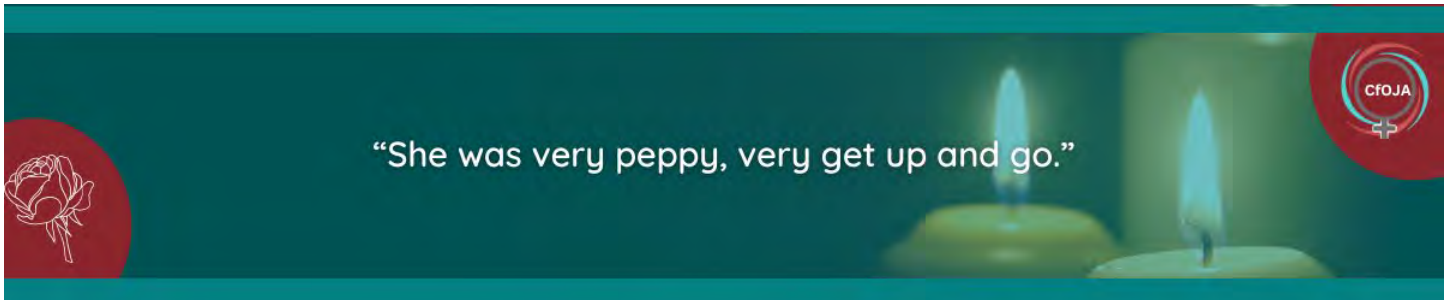 CfOJA
“She was very peppy, very get up and go.”